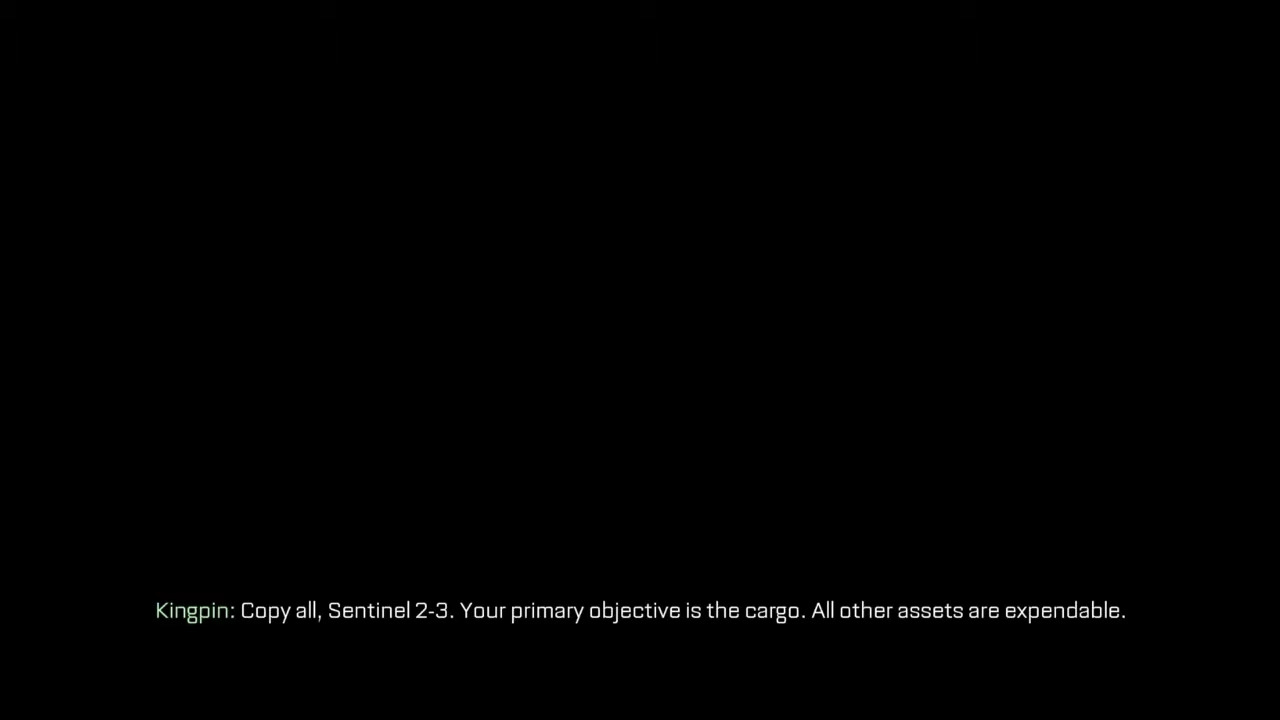 Kingpin: Copy all, Sentinel 2-3. Your primary objective is the cargo. All other assets are expendable.